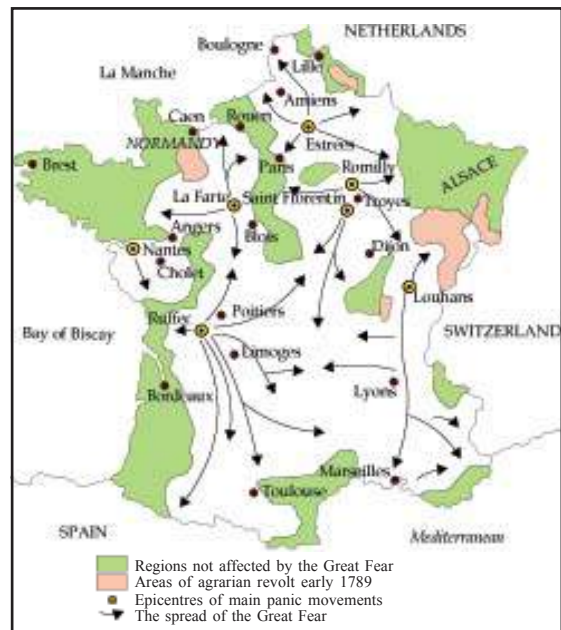 NETHERLANDS
Boulogne
Lille
La Manche
Amiens
Caen
Rouen
Estrees
NORMANDY
Paris
Romilly
ALSACE
Brest
La Farté
Saint Florentin
Troyes
Angers
Blois
Dijon
Nantes
Cholet
Louhans
Ruffec
Poitiers
Bay of Biscay
SWITZERLAND
Limoges
Lyons
Bordeaux
Marseilles
Toulouse
SPAIN
Mediterranean
Regions not affected by the Great Fear
Areas of agrarian revolt early 1789
Epicentres of main panic movements
The spread of the Great Fear